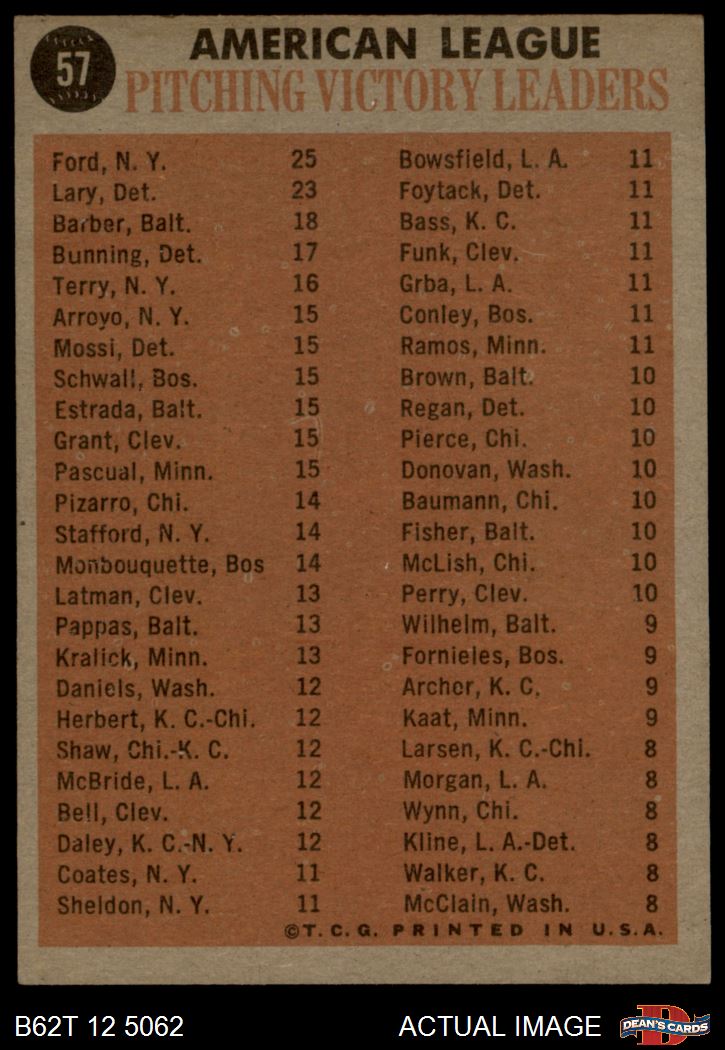 57
AMERICAN LEAGUE
PITCHING VICTORY LEADERS
Ford, N. Y. 25
Lary, Det. 23
Barber, Balt. 18
Bunning, Det. 17
Terry, N. Y. 16
Arroyo, N. Y. 15
Mossi, Det. 15
Schwall, Bos. 15
Estrada, Balt. 15
Grant, Clev. 15
Pascual, Minn. 15
Pizarro, Chi. 14
Stafford, N. Y. 14
Monbouquette, Bos 14
Latman, Clev. 13
Pappas, Balt. 13
Kralick, Minn. 13
Daniels, Wash. 12
Herbert, K. C.-Chi. 12
Shaw, Chi.-K. C. 12
McBride, L. A. 12
Bell, Clev. 12
Daley, K. C.-N. Y. 12
Coates, N. Y. 11
Sheldon, N. Y. 11
Bowsfield, L. A. 11
Foytack, Det. 11
Bass, K. C. 11
Funk, Clev. 11
Grba, L. A. 11
Conley, Bos. 11
Ramos, Minn. 11
Brown, Balt. 10
Regan, Det. 10
Pierce, Chi. 10
Donovan, Wash. 10
Baumann, Chi. 10
Fisher, Balt. 10
McLish, Chi. 10
Perry, Clev. 10
Wilhelm, Balt. 9
Fornieles, Bos. 9
Archer, K. C. 9
Kaat, Minn. 9
Larsen, K. C.-Chi. 8
Morgan, L. A. 8
Wynn, Chi. 8
Kline, L. A.-Det. 8
Walker, K. C. 8
McClain, Wash. 8
©T. C. G. PRINTED IN U.S.A.
B62T 12 5062
ACTUAL IMAGE
D
DEAN'S CARDS